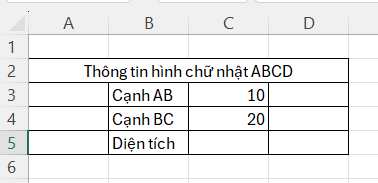 A B C D
1
2 Thông tin hình chữ nhật ABCD
3 Cạnh AB 10
4 Cạnh BC 20
5 Diện tích
6